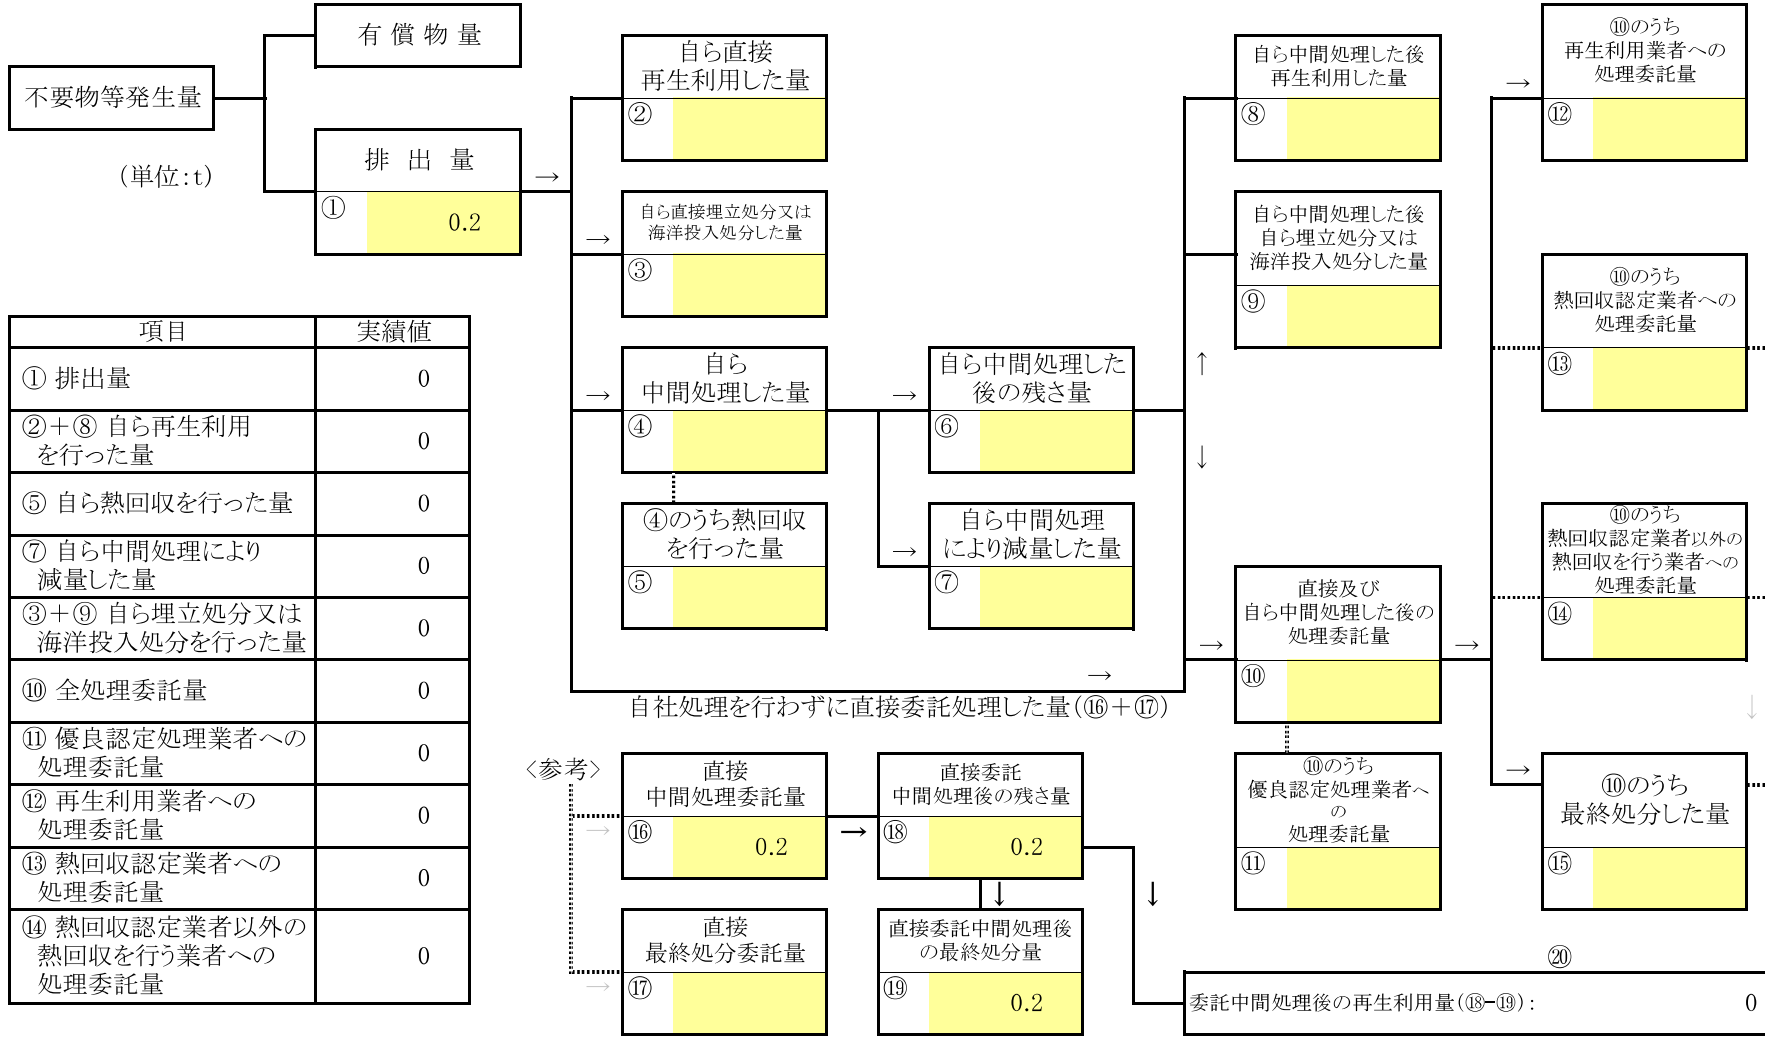 有 償 物 量
不要物等発生量
(単位:t)
排 出 量
①
0.2
→
自ら直接
再生利用した量
②
→
自ら直接埋立処分又は
海洋投入処分した量
③
→
自ら
中間処理した量
④
④のうち熱回収
を行った量
⑤
→
自ら中間処理した
後の残さ量
⑥
→
自ら中間処理
により減量した量
⑦
↑
↓
自ら中間処理した後
再生利用した量
⑧
自ら中間処理した後
自ら埋立処分又は
海洋投入処分した量
⑨
→
自社処理を行わずに直接委託処理した量(⑯+⑰)
→
直接及び
自ら中間処理した後の
処理委託量
⑩
⑩のうち
優良認定処理業者へ
の
処理委託量
⑪
→
→
⑩のうち
再生利用業者への
処理委託量
⑫
⑩のうち
熱回収認定業者への
処理委託量
⑬
⑩のうち
熱回収認定業者以外の
熱回収を行う業者への
処理委託量
⑭
↓
→
⑩のうち
最終処分した量
⑮
項目 実績値
① 排出量 0
②+⑧ 自ら再生利用
を行った量 0
⑤ 自ら熱回収を行った量 0
⑦ 自ら中間処理により
減量した量 0
③+⑨ 自ら埋立処分又は
海洋投入処分を行った量 0
⑩ 全処理委託量 0
⑪ 優良認定処理業者への
処理委託量 0
⑫ 再生利用業者への
処理委託量 0
⑬ 熱回収認定業者への
処理委託量 0
⑭ 熱回収認定業者以外の
熱回収を行う業者への
処理委託量 0
<参考>
→
直接
中間処理委託量
⑯ 0.2
→
直接
最終処分委託量
⑰
→
直接委託
中間処理後の残さ量
⑱ 0.2
↓
直接委託中間処理後
の最終処分量
⑲ 0.2
↓
⑳
委託中間処理後の再生利用量(⑱-⑲): 0